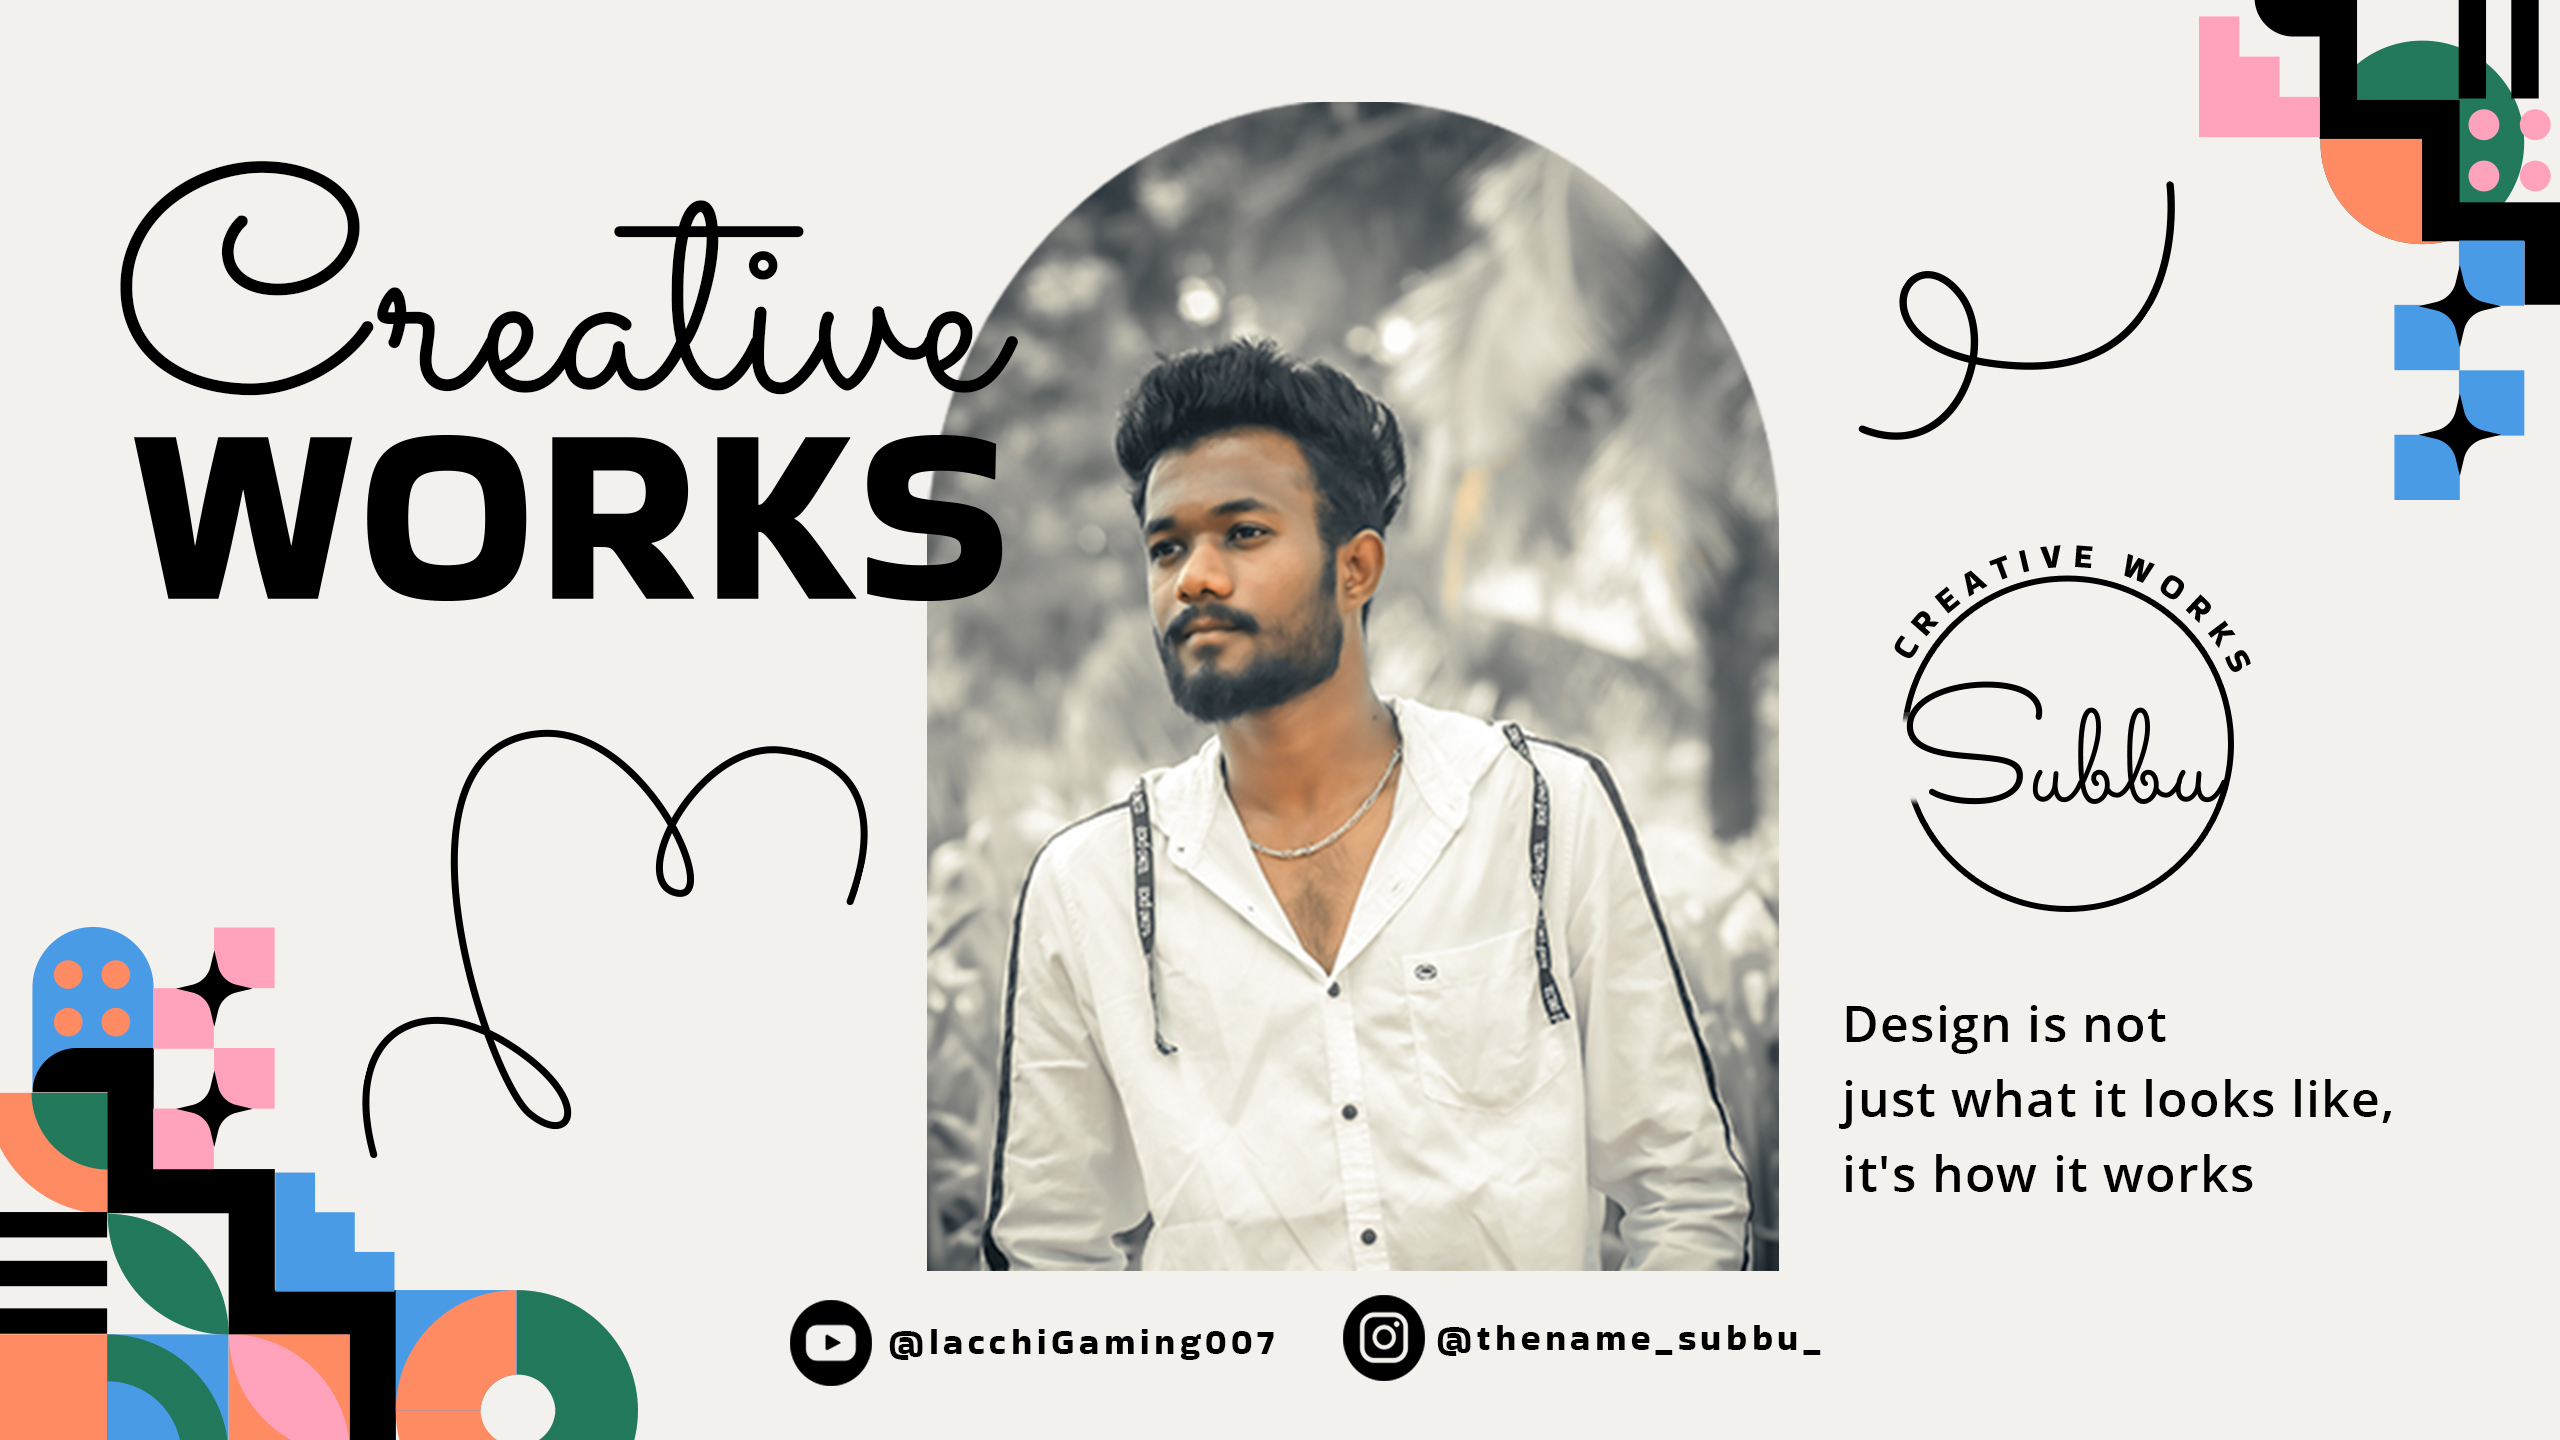 Creative
WORKS
CREATIVE WORKS
Subbu
Design is not
just what it looks like,
it's how it works
@lacchiGaming007
@thename_subbu_